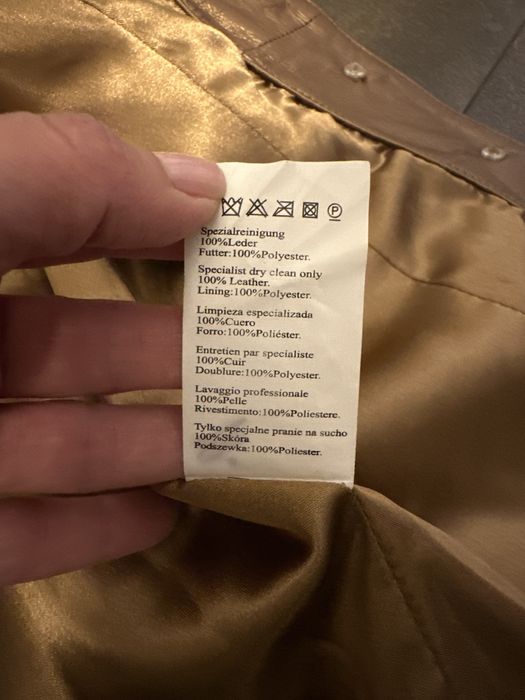 P
Spezialreinigung
100%Leder
Futter:100%Polyester.
Specialist dry clean only
100% Leather.
Lining:100%Polyester.
Limpieza especializada
100%Cuero
Forro:100%Poliéster.
Entretien par specialiste
100%Cuir
Doublure:100%Polyester.
Lavaggio professionale
100%Pelle
Rivestimento:100%Poliestere.
Tylko specjalne pranie na sucho
100%Skóra
Podszewka:100%Poliester.